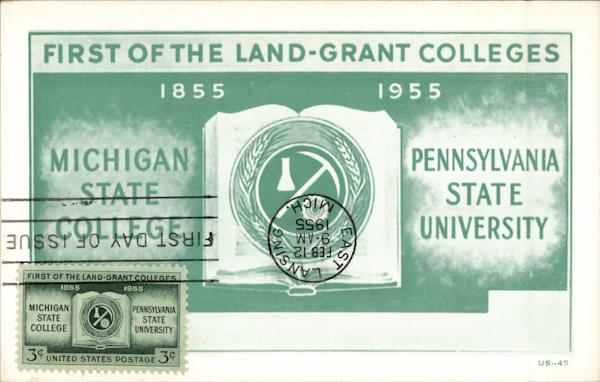 FIRST OF THE LAND-GRANT COLLEGES
1855 1955
MICHIGAN
STATE
COLLEGE
PENNSYLVANIA
STATE
UNIVERSITY
EAST LANSING, MICH.
FEB 12
9-AM
1955
FIRST DAY OF ISSUE
FIRST OF THE LAND-GRANT COLLEGES
1855 1955
MICHIGAN
STATE
COLLEGE
PENNSYLVANIA
STATE
UNIVERSITY
3¢ UNITED STATES POSTAGE 3¢
US-45